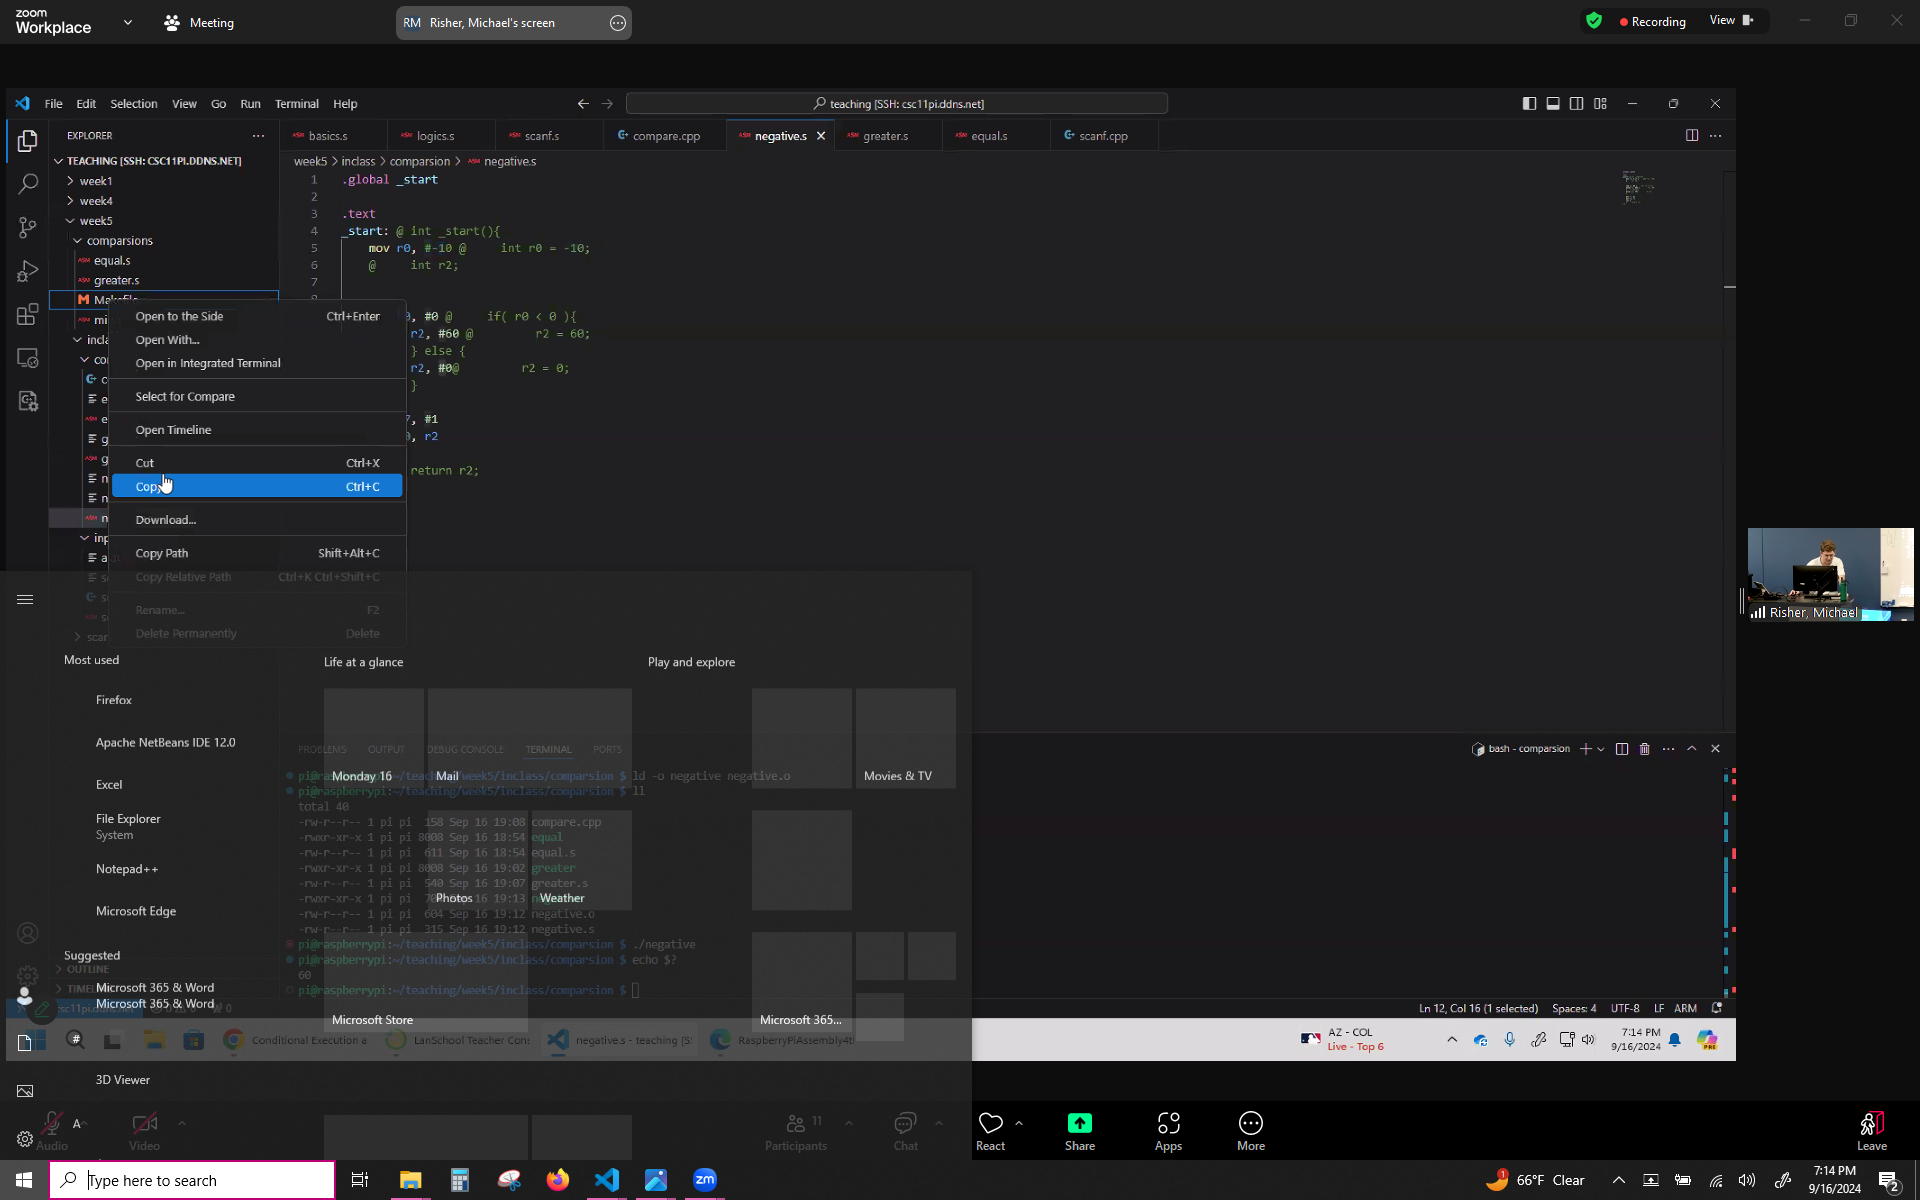 zoom
Workplace
Meeting
RM Risher, Michael's screen
Recording
View
File Edit Selection View Go Run Terminal Help
teaching [SSH: csc11pi.ddns.net]
EXPLORER
basics.s
logics.s
scanf.s
compare.cpp
negative.s
greater.s
equal.s
scanf.cpp
TEACHING [SSH: CSC11PI.DDNS.NET]
week5 > inclass > comparsion > negative.s
week1
week4
week5
comparsions
equal.s
greater.s
1 .global _start
2
3 .text
4 _start: @ int _start(){
5 mov r0, #-10 @ int r0 = -10;
6 @ int r2;
7
#0 @ if( r0 < 0 ){
r2, #60 @ r2 = 60;
} else {
r2, #0@ r2 = 0;
}
#1
, r2
return r2;
Open to the Side Ctrl+Enter
Open With...
Open in Integrated Terminal
Select for Compare
Open Timeline
Cut Ctrl+X
Copy Ctrl+C
Download...
Copy Path Shift+Alt+C
Copy Relative Path Ctrl+K Ctrl+Shift+C
Rename... F2
Delete Permanently Delete
Risher, Michael
Most used
Firefox
Apache NetBeans IDE 12.0
Excel
File Explorer
System
Notepad++
Microsoft Edge
Suggested
Microsoft 365 & Word
Microsoft 365 & Word
3D Viewer
Life at a glance
Play and explore
Monday 16
Mail
Movies & TV
Photos
Weather
Microsoft Store
Microsoft 365...
OUTLINE
PROBLEMS OUTPUT DEBUG CONSOLE TERMINAL PORTS
bash - comparsion
pi@raspberrypi:~/teaching/week5/inclass/comparsion $ ld -o negative negative.o
pi@raspberrypi:~/teaching/week5/inclass/comparsion $ ll
total 40
-rw-r--r-- 1 pi pi 158 Sep 16 19:08 compare.cpp
-rwxr-xr-x 1 pi pi 8008 Sep 16 18:54 equal
-rw-r--r-- 1 pi pi 611 Sep 16 18:54 equal.s
-rwxr-xr-x 1 pi pi 8008 Sep 16 19:02 greater
-rw-r--r-- 1 pi pi 540 Sep 16 19:07 greater.s
-rwxr-xr-x 1 pi pi Sep 16 19:13
-rw-r--r-- 1 pi pi 604 Sep 16 19:12 negative.o
-rw-r--r-- 1 pi pi 315 Sep 16 19:12 negative.s
pi@raspberrypi:~/teaching/week5/inclass/comparsion $ ./negative
pi@raspberrypi:~/teaching/week5/inclass/comparsion $ echo $?
60
pi@raspberrypi:~/teaching/week5/inclass/comparsion $
Ln 12, Col 16 (1 selected) Spaces: 4 UTF-8 LF ARM
Conditional Execution a
LanSchool Teacher Con
negative.s - teaching [S
RaspberryPiAssembly4t
AZ - COL
Live - Top 6
7:14 PM
9/16/2024
Audio
Video
Participants 11
Chat
React
Share
Apps
More
Leave
Type here to search
zm
66°F Clear
7:14 PM
9/16/2024
2